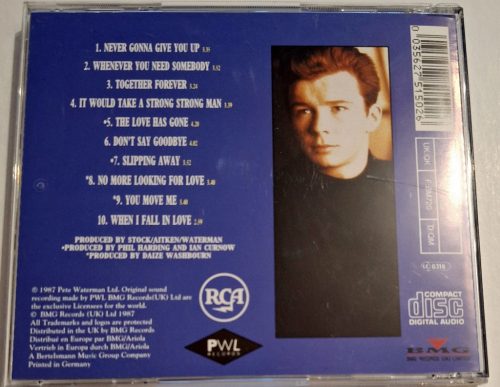 1. NEVER GONNA GIVE YOU UP 3.35
2. WHENEVER YOU NEED SOMEBODY 3.52
3. TOGETHER FOREVER 3.24
4. IT WOULD TAKE A STRONG STRONG MAN 3.39
•5. THE LOVE HAS GONE 4.20
6. DON'T SAY GOODBYE 4.02
•7. SLIPPING AWAY 3.52
*8. NO MORE LOOKING FOR LOVE 3.40
*9. YOU MOVE ME 3.40
10. WHEN I FALL IN LOVE 2.59
PRODUCED BY STOCK/AITKEN/WATERMAN
•PRODUCED BY PHIL HARDING AND IAN CURNOW
*PRODUCED BY DAIZE WASHBOURN
℗ 1987 Pete Waterman Ltd. Original sound
recording made by PWL BMG Records(UK) Ltd are
the exclusive Licensees for the world.
© BMG Records (UK) Ltd 1987
All Trademarks and logos are protected
Distributed in the UK by BMG Records
Distribué en Europe par BMG/Ariola
Vertrieb in Europa durch BMG/Ariola
A Bertelsmann Music Group Company
Printed in Germany
RCA
PWL
RECORDS
0 035627 515026
UK:OK
D:OM
COMPACT
disc
DIGITAL AUDIO
BMG